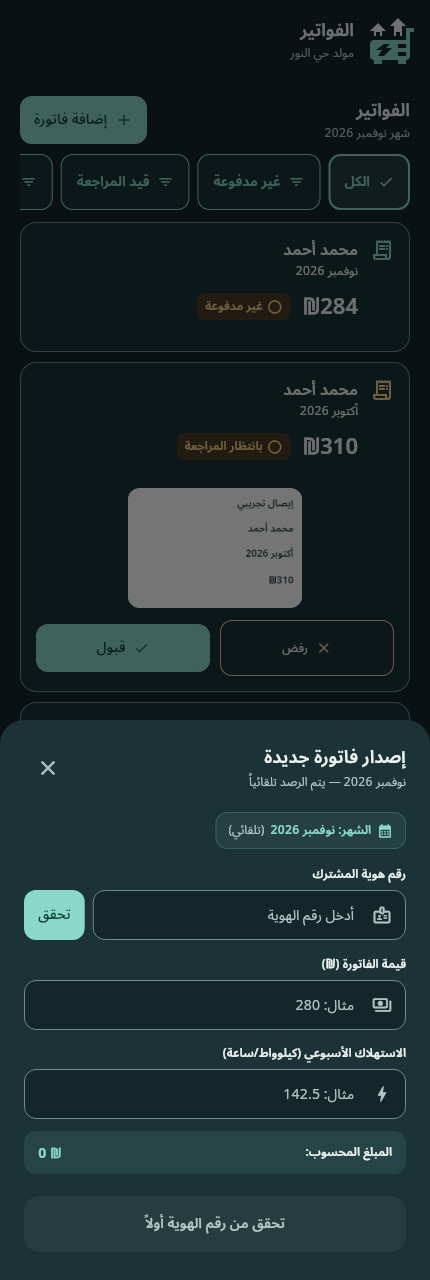 الفواتير
مولد حي النور
الفواتير
شهر نوفمبر 2026
إضافة فاتورة
الكل
غير مدفوعة
قيد المراجعة
محمد أحمد
نوفمبر 2026
₪284
غير مدفوعة
محمد أحمد
أكتوبر 2026
₪310
بانتظار المراجعة
إيصال تجريبي
محمد أحمد
أكتوبر 2026
₪310
رفض
قبول
إصدار فاتورة جديدة
نوفمبر 2026 — يتم الرصد تلقائياً
الشهر: نوفمبر 2026 (تلقائي)
رقم هوية المشترك
أدخل رقم الهوية
تحقق
قيمة الفاتورة (₪)
مثال: 280
الاستهلاك الأسبوعي (كيلوواط/ساعة)
مثال: 142.5
المبلغ المحسوب:
0 ₪
تحقق من رقم الهوية أولاً